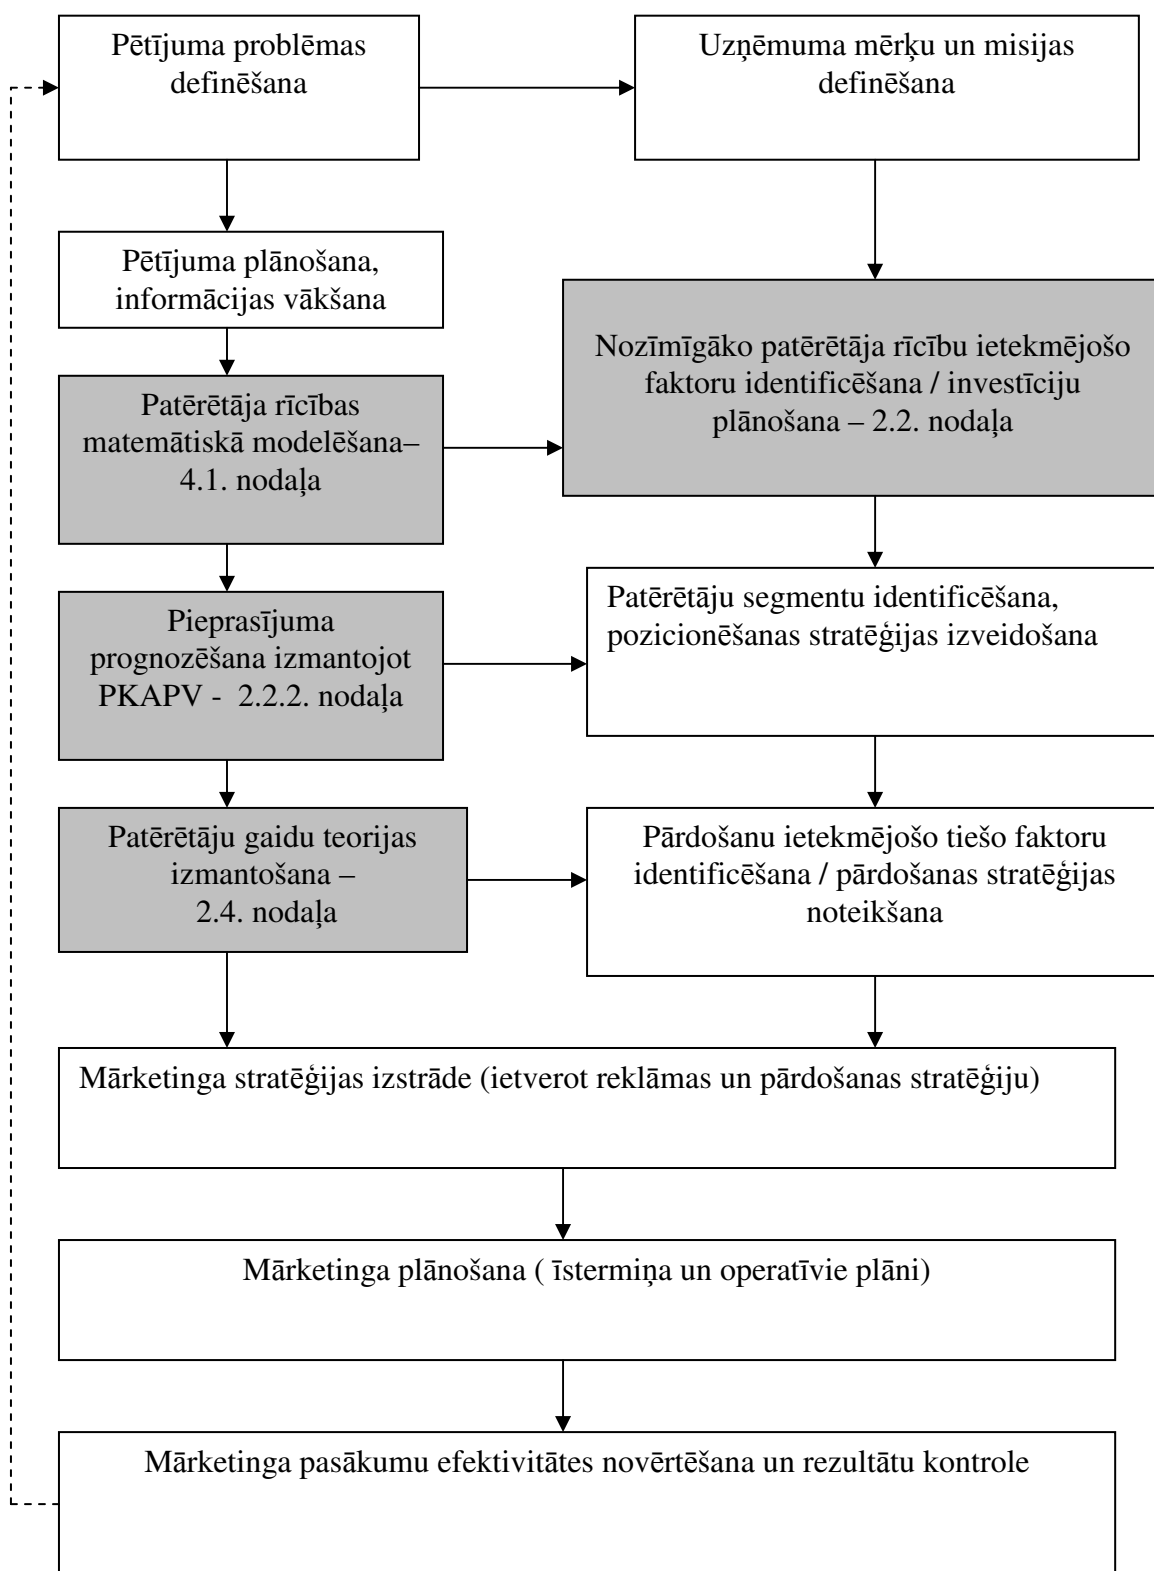 Pētījuma problēmas
definēšana
Uzņēmuma mērķu un misijas
definēšana
Pētījuma plānošana,
informācijas vākšana
Nozīmīgāko patērētāja rīcību ietekmējošo
faktoru identificēšana / investīciju
plānošana – 2.2. nodaļa
Patērētāja rīcības
matemātiskā modelēšana–
4.1. nodaļa
Patērētāju segmentu identificēšana,
pozicionēšanas stratēģijas izveidošana
Pieprasījuma
prognozēšana izmantojot
PKAPV - 2.2.2. nodaļa
Patērētāju gaidu teorijas
izmantošana –
2.4. nodaļa
Pārdošanu ietekmējošo tiešo faktoru
identificēšana / pārdošanas stratēģijas
noteikšana
Mārketinga stratēģijas izstrāde (ietverot reklāmas un pārdošanas stratēģiju)
Mārketinga plānošana ( īstermiņa un operatīvie plāni)
Mārketinga pasākumu efektivitātes novērtēšana un rezultātu kontrole